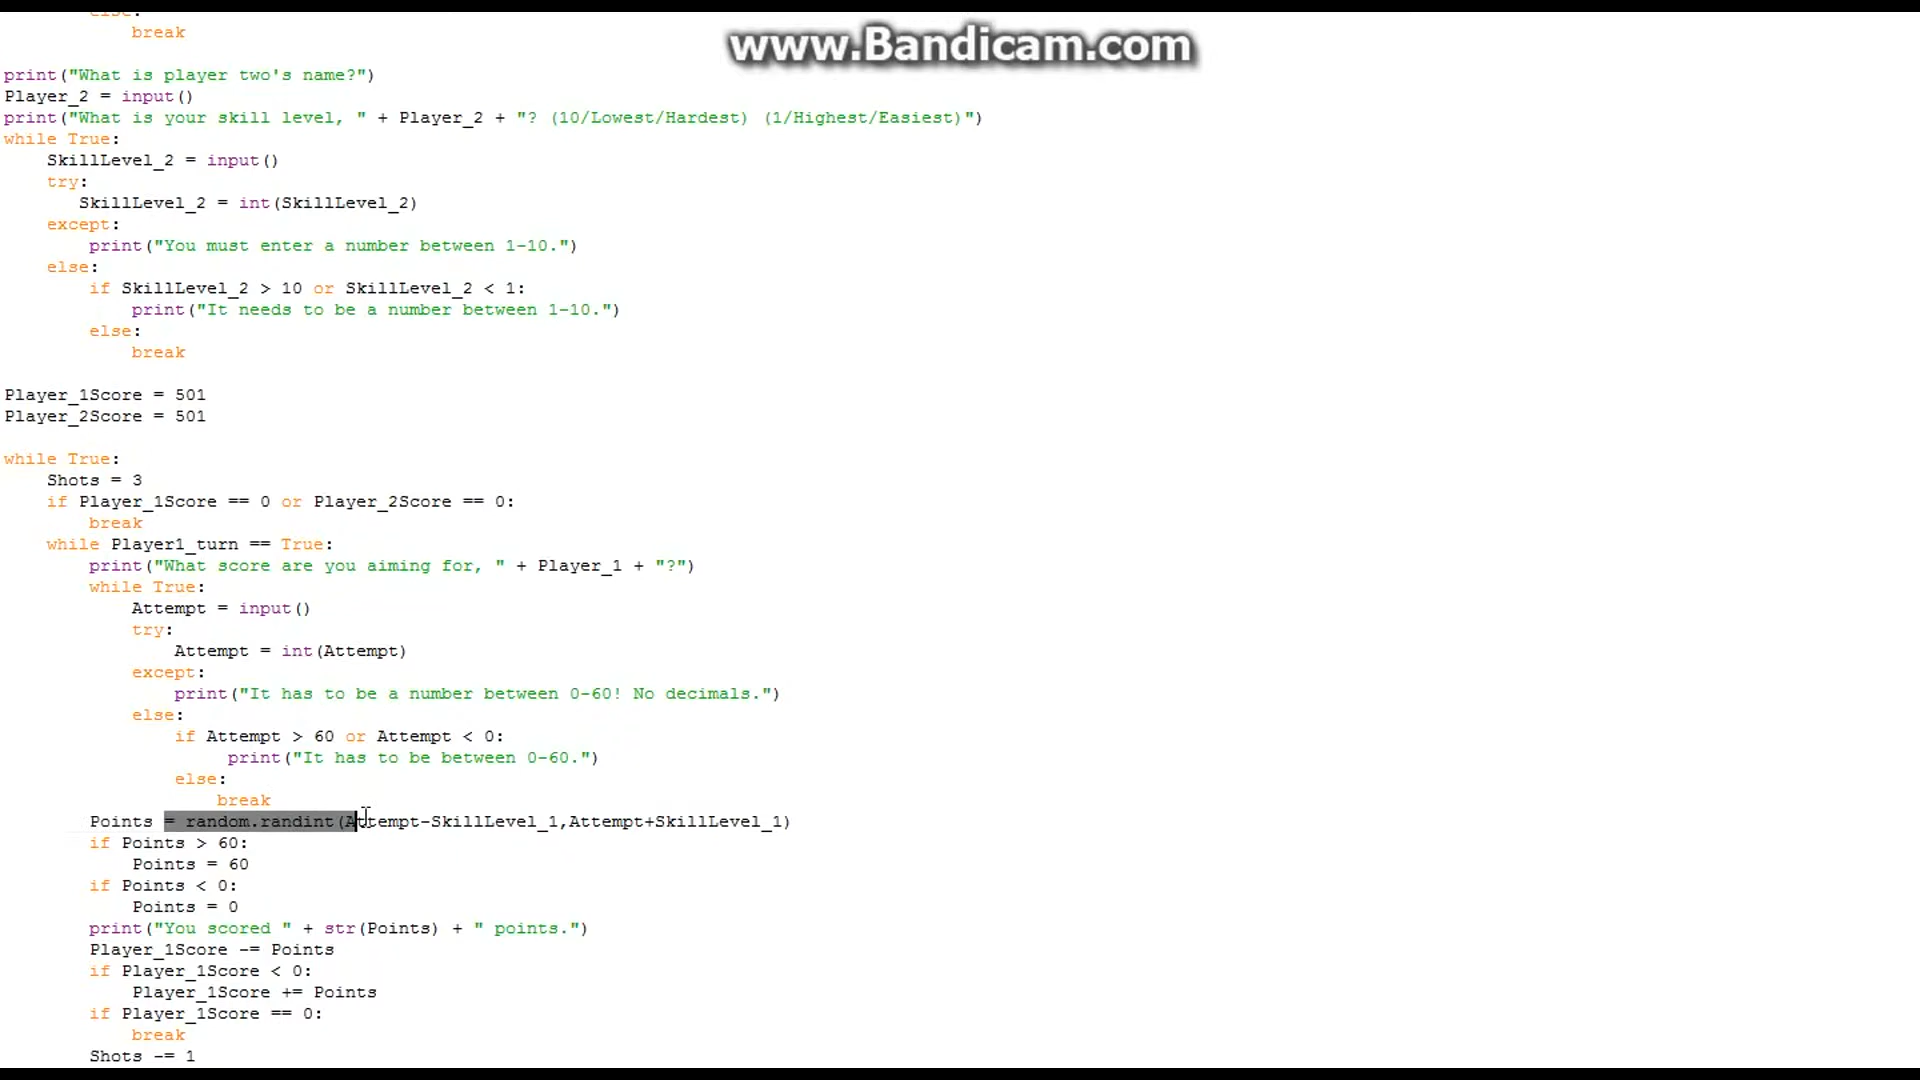 else:
break
www.Bandicam.com
print("What is player two's name?")
Player_2 = input()
print("What is your skill level, " + Player_2 + "? (10/Lowest/Hardest) (1/Highest/Easiest)")
while True:
SkillLevel_2 = input()
try:
SkillLevel_2 = int(SkillLevel_2)
except:
print("You must enter a number between 1-10.")
else:
if SkillLevel_2 > 10 or SkillLevel_2 < 1:
print("It needs to be a number between 1-10.")
else:
break
Player_1Score = 501
Player_2Score = 501
while True:
Shots = 3
if Player_1Score == 0 or Player_2Score == 0:
break
while Player1_turn == True:
print("What score are you aiming for, " + Player_1 + "?")
while True:
Attempt = input()
try:
Attempt = int(Attempt)
except:
print("It has to be a number between 0-60! No decimals.")
else:
if Attempt > 60 or Attempt < 0:
print("It has to be between 0-60.")
else:
break
Points = random.randint(Attempt-SkillLevel_1,Attempt+SkillLevel_1)
if Points > 60:
Points = 60
if Points < 0:
Points = 0
print("You scored " + str(Points) + " points.")
Player_1Score -= Points
if Player_1Score < 0:
Player_1Score += Points
if Player_1Score == 0:
break
Shots -= 1